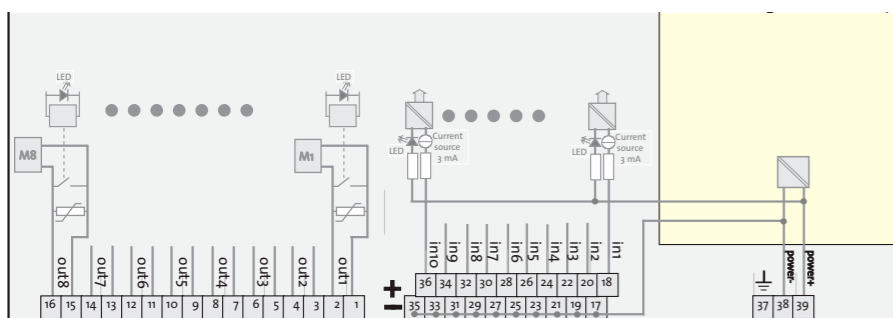 LED
LED
M8
M1
LED
Current
source
3 mA
LED
Current
source
3 mA
out8
out7
out6
out5
out4
out3
out2
out1
in10
in9
in8
in7
in6
in5
in4
in3
in2
in1
power-
power+
+
36 34 32 30 28 26 24 22 20 18
−
35 33 31 29 27 25 23 21 19 17
16 15 14 13 12 11 10 9 8 7 6 5 4 3 2 1
37 38 39